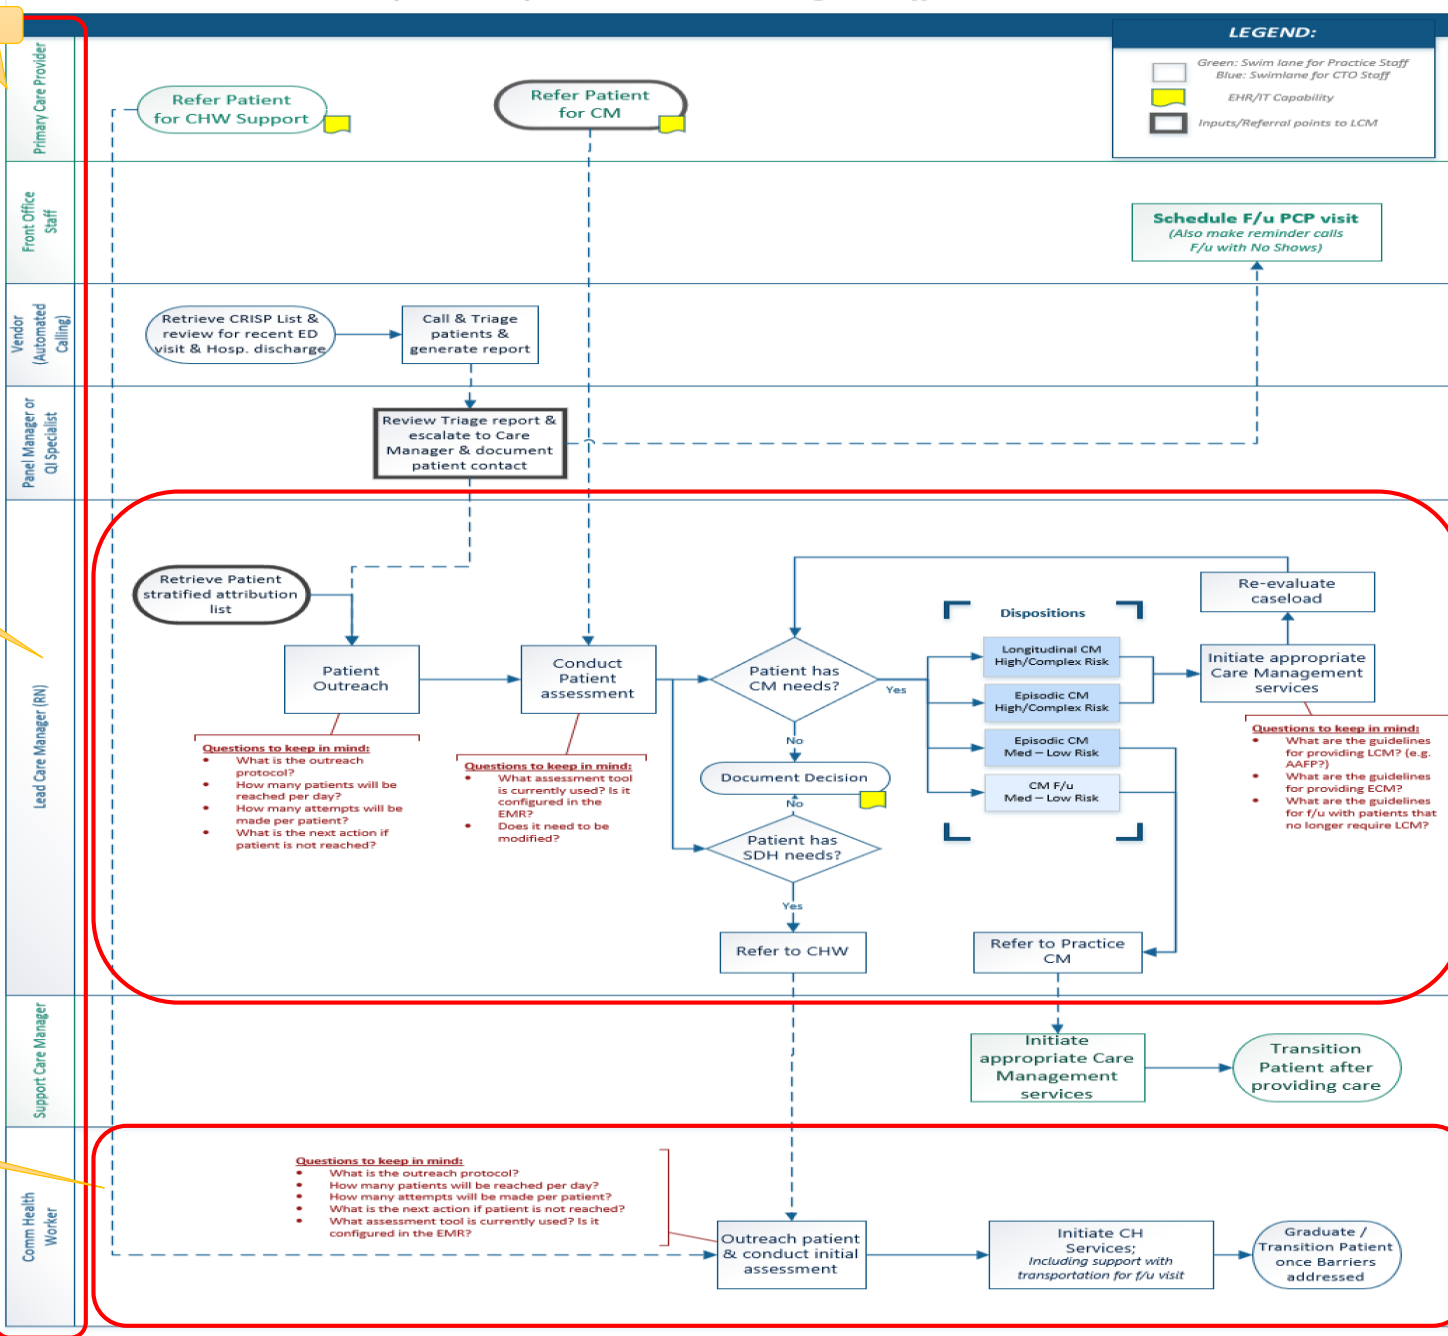 LEGEND:
Green: Swim lane for Practice Staff
Blue: Swimlane for CTO Staff
EHR/IT Capability
Inputs/Referral points to LCM
Primary Care Provider
Refer Patient
for CHW Support
Refer Patient
for CM
Front Office
Staff
Schedule F/u PCP visit
(Also make reminder calls
F/u with No Shows)
Vendor
(Automated
Calling)
Retrieve CRISP List &
review for recent ED
visit & Hosp. discharge
Call & Triage
patients &
generate report
Panel Manager or
QI Specialist
Review Triage report &
escalate to Care
Manager & document
patient contact
Lead Care Manager (RN)
Retrieve Patient
stratified attribution
list
Patient
Outreach
Questions to keep in mind:
• What is the outreach
protocol?
• How many patients will be
reached per day?
• How many attempts will be
made per patient?
• What is the next action if
patient is not reached?
Conduct
Patient
assessment
Questions to keep in mind:
• What assessment tool
is currently used? Is it
configured in the
EMR?
• Does it need to be
modified?
Patient has
CM needs?
Yes
No
Document Decision
No
Patient has
SDH needs?
Yes
Refer to CHW
Dispositions
Longitudinal CM
High/Complex Risk
Episodic CM
High/Complex Risk
Episodic CM
Med – Low Risk
CM F/u
Med – Low Risk
Re-evaluate
caseload
Initiate appropriate
Care Management
services
Questions to keep in mind:
• What are the guidelines
for providing LCM? (e.g.
AAFP?)
• What are the guidelines
for providing ECM?
• What are the guidelines
for f/u with patients that
no longer require LCM?
Refer to Practice
CM
Support Care Manager
Initiate
appropriate Care
Management
services
Transition
Patient after
providing care
Comm Health
Worker
Questions to keep in mind:
• What is the outreach protocol?
• How many patients will be reached per day?
• How many attempts will be made per patient?
• What is the next action if patient is not reached?
• What assessment tool is currently used? Is it
configured in the EMR?
Outreach patient
& conduct initial
assessment
Initiate CH
Services;
Including support with
transportation for f/u visit
Graduate /
Transition Patient
once Barriers
addressed